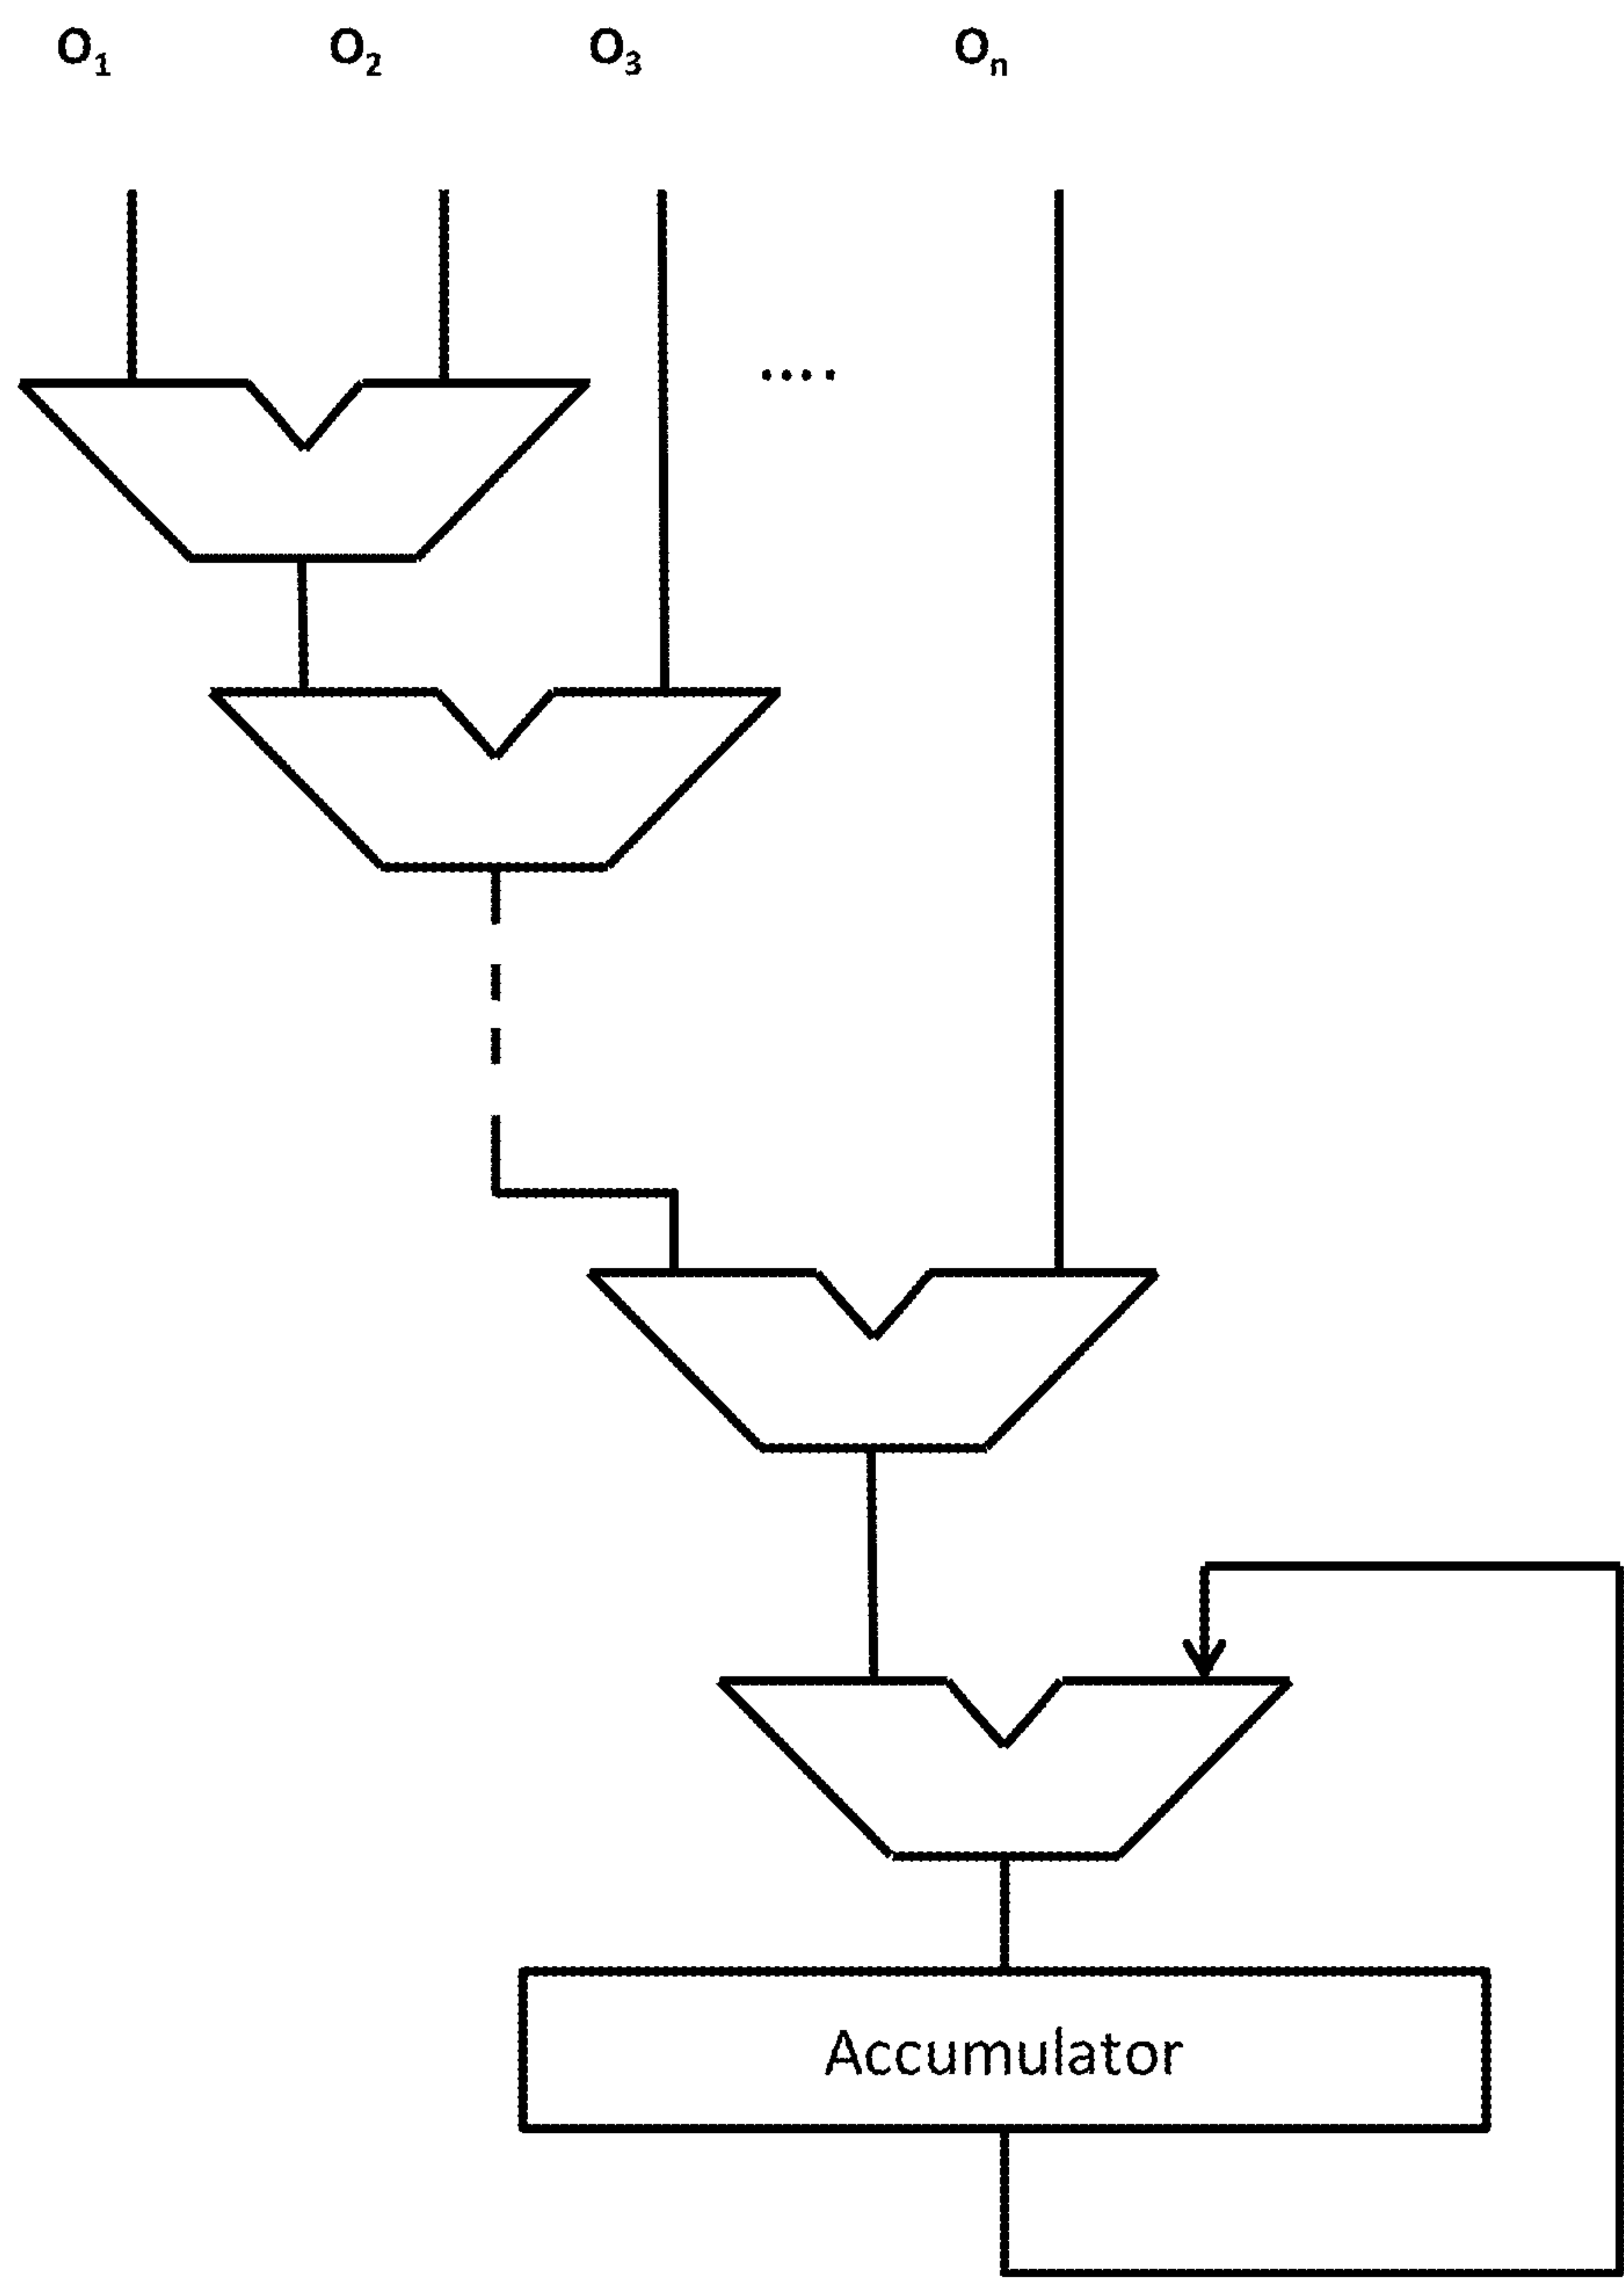 O₁ O₂ O₃ Oₙ
....
Accumulator